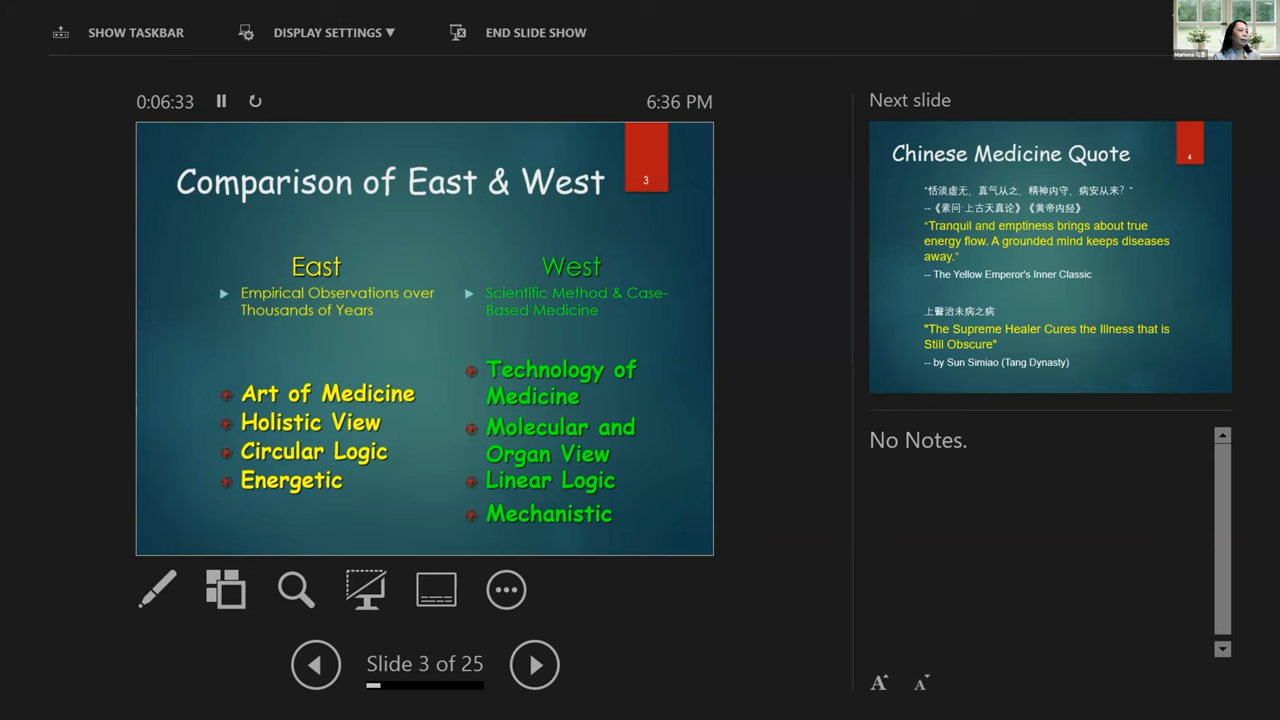 SHOW TASKBAR
DISPLAY SETTINGS ▼
END SLIDE SHOW
0:06:33
6:36 PM
3
Comparison of East & West
East
Empirical Observations over
Thousands of Years
Art of Medicine
Holistic View
Circular Logic
Energetic
West
Scientific Method & Case-
Based Medicine
Technology of
Medicine
Molecular and
Organ View
Linear Logic
Mechanistic
Slide 3 of 25
Next slide
Chinese Medicine Quote
4
"恬淡虚无，真气从之，精神内守，病安从来？"
--《素问·上古天真论》《黄帝内经》
"Tranquil and emptiness brings about true
energy flow. A grounded mind keeps diseases
away."
-- The Yellow Emperor's Inner Classic
上醫治未病之病
"The Supreme Healer Cures the Illness that is
Still Obscure"
-- by Sun Simiao (Tang Dynasty)
No Notes.
A A
Marlena